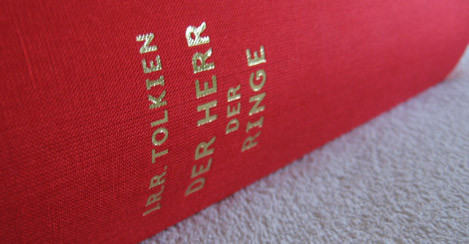 J.R.R. TOLKIEN
DER HERR
DER
RINGE